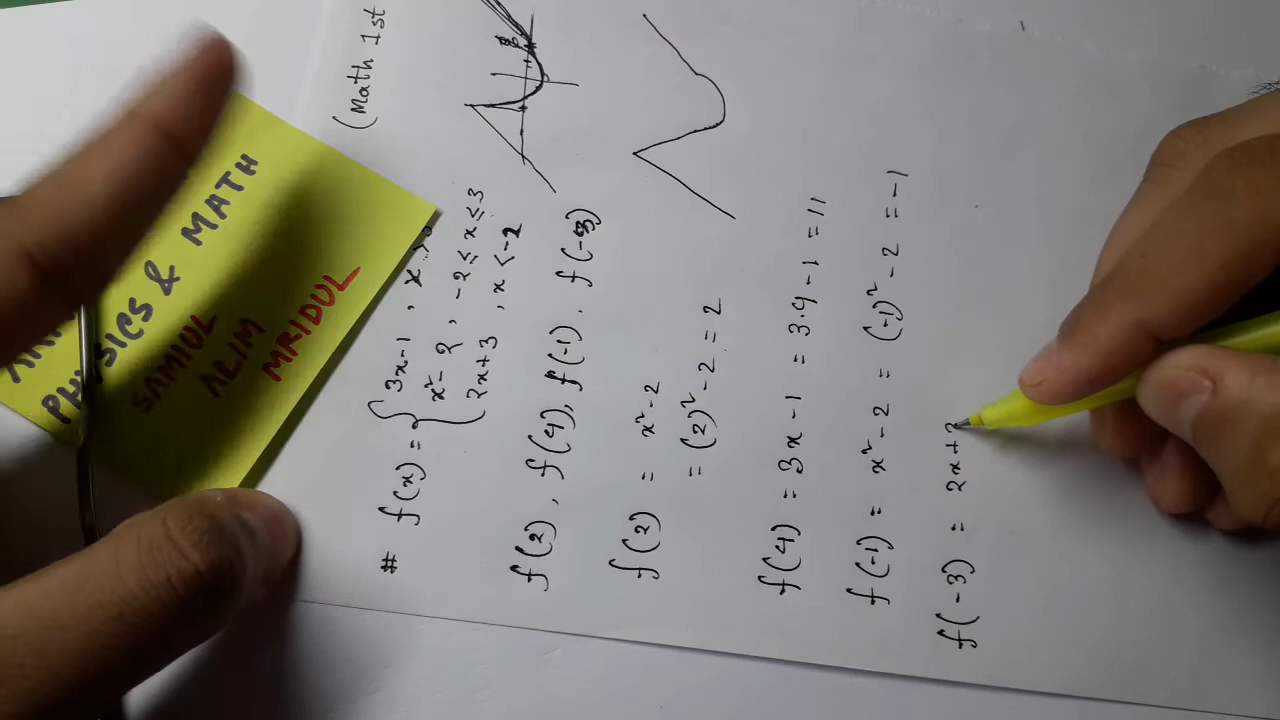 PHYSICS & MATH
SAMIUL
ALIM
MRIDUL
(Math 1st
# f(x) = { 3x-1 , x >
x² - 2 , -2 ≤ x ≤ 3
2x+3 , x < -2
f(2) , f(4), f(-1) . f(-3)
f(2) = x² - 2
= (2)² - 2 = 2
f(4) = 3x - 1 = 3.4 - 1 = 11
f(-1) = x² - 2 = (-1)² - 2 = -1
f(-3) = 2x+